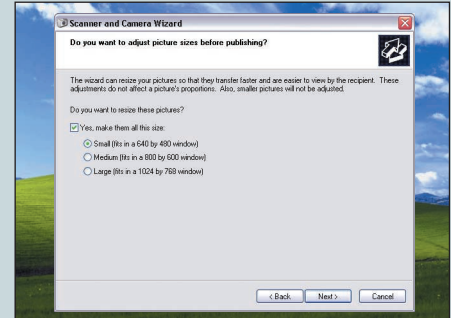 Scanner and Camera Wizard
Do you want to adjust picture sizes before publishing?
The wizard can resize your pictures so that they transfer faster and are easier to view by the recipient. These
adjustments do not affect a picture's proportions. Also, smaller pictures will not be adjusted.
Do you want to resize these pictures?
Yes, make them all this size:
Small (fits in a 640 by 480 window)
Medium (fits in a 800 by 600 window)
Large (fits in a 1024 by 768 window)
< Back Next > Cancel